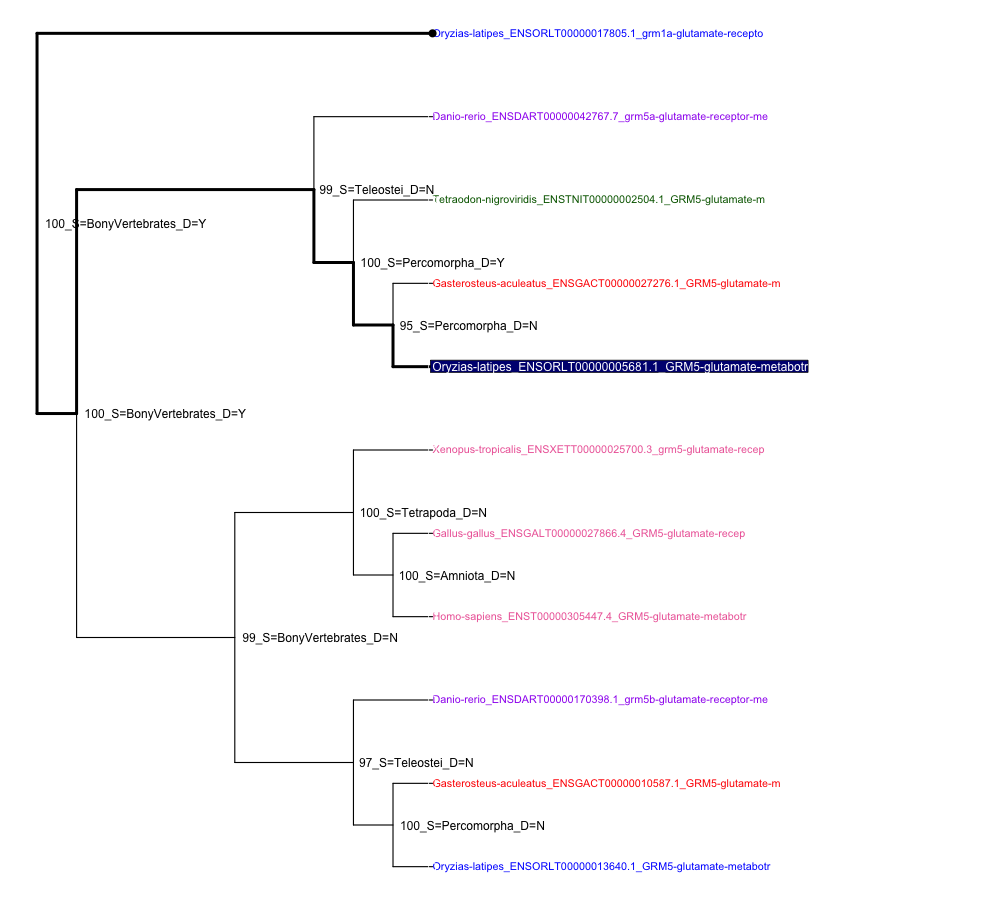 Oryzias-latipes_ENSORLT00000017805.1_grm1a-glutamate-recepto
Danio-rerio_ENSDART00000042767.7_grm5a-glutamate-receptor-me
99_S=Teleostei_D=N
Tetraodon-nigroviridis_ENSTNIT00000002504.1_GRM5-glutamate-m
100_S=BonyVertebrates_D=Y
100_S=Percomorpha_D=Y
Gasterosteus-aculeatus_ENSGACT00000027276.1_GRM5-glutamate-m
95_S=Percomorpha_D=N
Oryzias-latipes_ENSORLT00000005681.1_GRM5-glutamate-metabotr
100_S=BonyVertebrates_D=Y
Xenopus-tropicalis_ENSXETT00000025700.3_grm5-glutamate-recep
100_S=Tetrapoda_D=N
Gallus-gallus_ENSGALT00000027866.4_GRM5-glutamate-recep
100_S=Amniota_D=N
Homo-sapiens_ENST00000305447.4_GRM5-glutamate-metabotr
99_S=BonyVertebrates_D=N
Danio-rerio_ENSDART00000170398.1_grm5b-glutamate-receptor-me
97_S=Teleostei_D=N
Gasterosteus-aculeatus_ENSGACT00000010587.1_GRM5-glutamate-m
100_S=Percomorpha_D=N
Oryzias-latipes_ENSORLT00000013640.1_GRM5-glutamate-metabotr